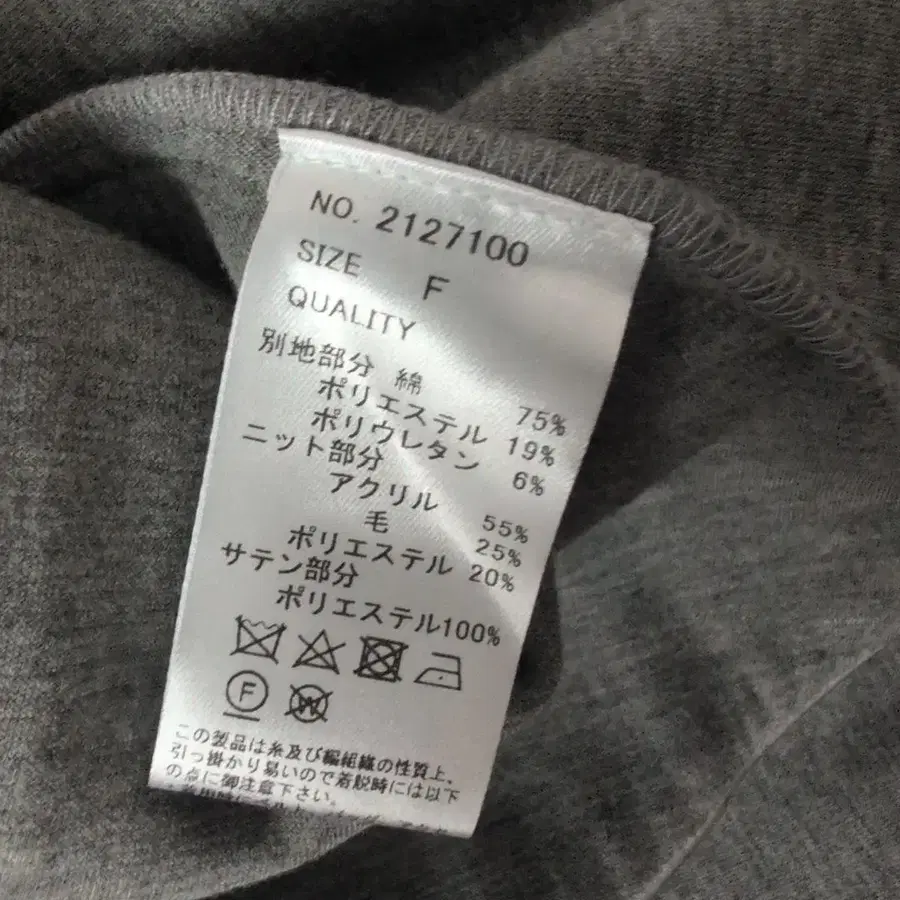 NO. 2127100
SIZE F
QUALITY
別地部分 綿 75%
ポリエステル 19%
ポリウレタン 6%
ニット部分
アクリル 55%
毛 25%
ポリエステル 20%
サテン部分
ポリエステル100%
F W
この製品は糸及び編組織の性質上、
引っ掛かり易いので着脱時には以下
の点に御注意下さい。